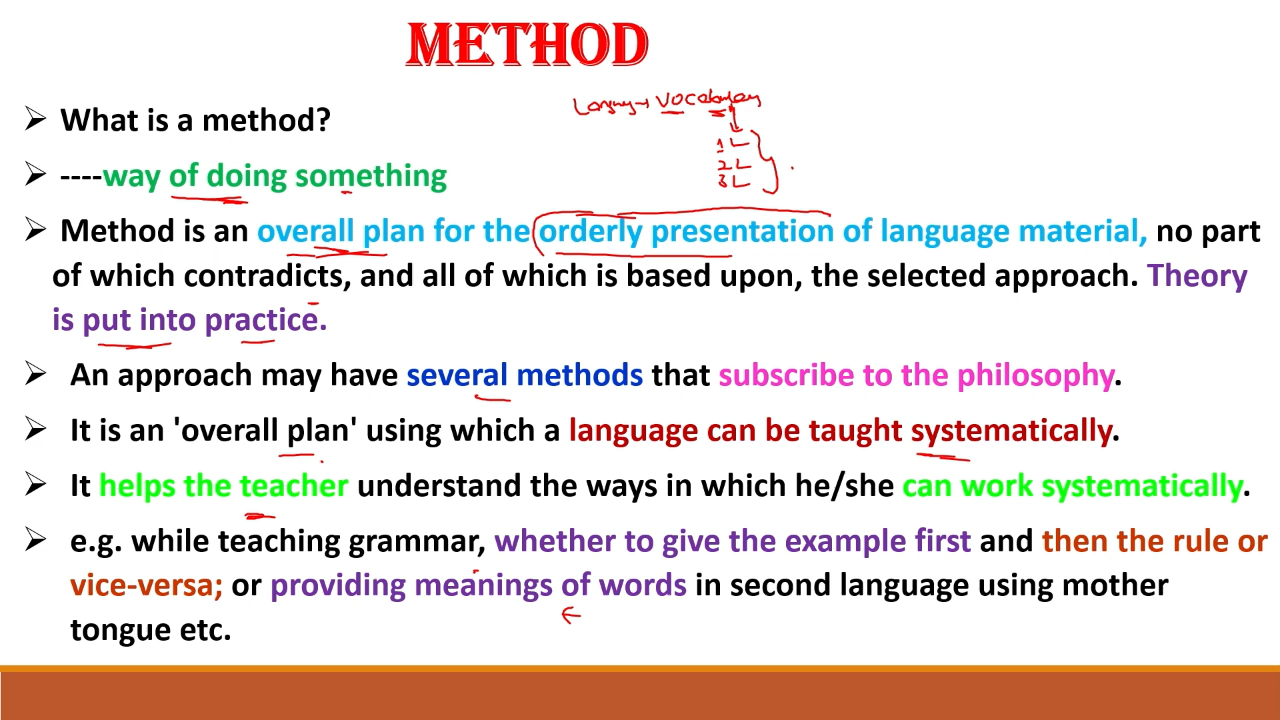 METHOD
Vocabulary
➢ What is a method?
1 L
➢ ----way of doing something
2 L
3 L
➢ Method is an overall plan for the orderly presentation of language material, no part
of which contradicts, and all of which is based upon, the selected approach. Theory
is put into practice.
➢ An approach may have several methods that subscribe to the philosophy.
➢ It is an 'overall plan' using which a language can be taught systematically.
➢ It helps the teacher understand the ways in which he/she can work systematically.
➢ e.g. while teaching grammar, whether to give the example first and then the rule or
vice-versa; or providing meanings of words in second language using mother
tongue etc.